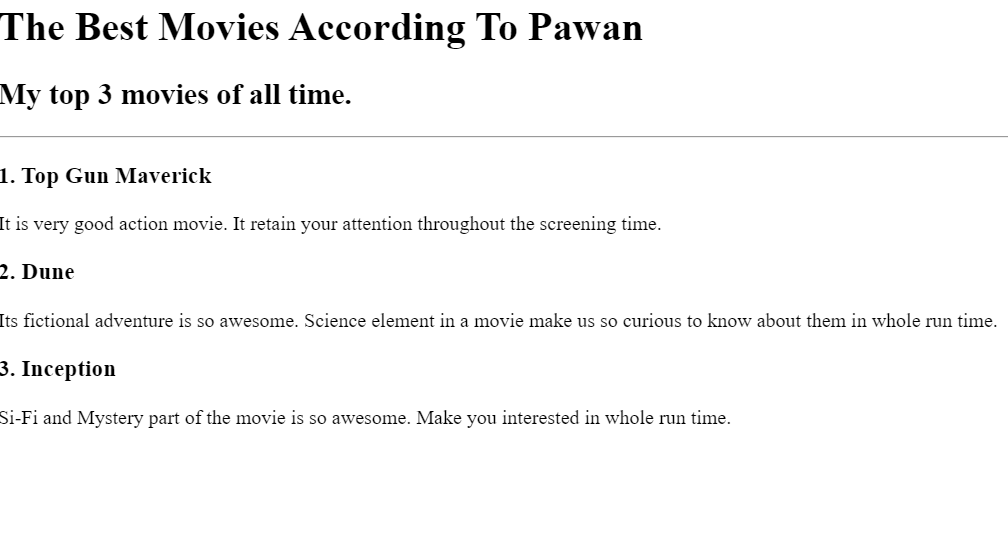 The Best Movies According To Pawan
My top 3 movies of all time.
1. Top Gun Maverick
It is very good action movie. It retain your attention throughout the screening time.
2. Dune
Its fictional adventure is so awesome. Science element in a movie make us so curious to know about them in whole run time.
3. Inception
Si-Fi and Mystery part of the movie is so awesome. Make you interested in whole run time.